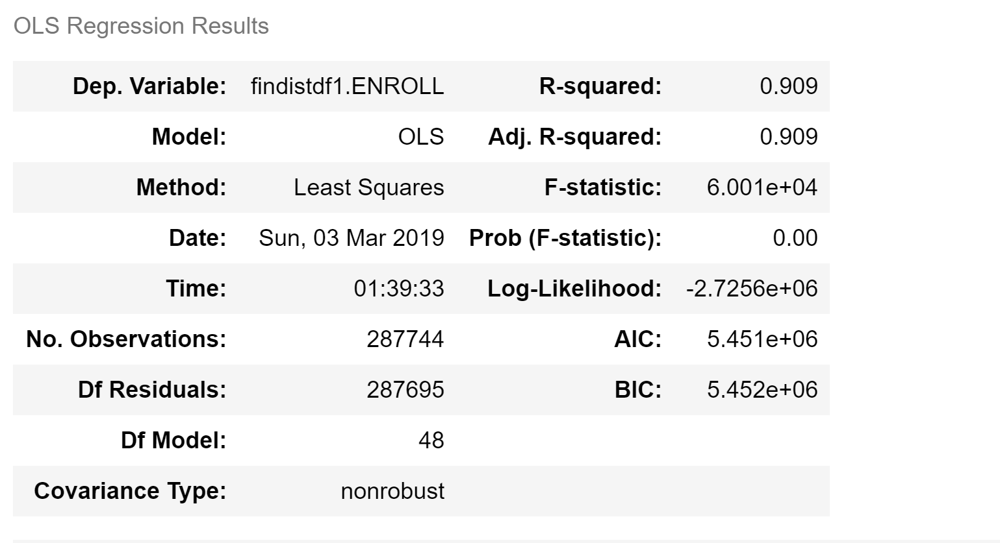 OLS Regression Results
Dep. Variable: findistdf1.ENROLL R-squared: 0.909
Model: OLS Adj. R-squared: 0.909
Method: Least Squares F-statistic: 6.001e+04
Date: Sun, 03 Mar 2019 Prob (F-statistic): 0.00
Time: 01:39:33 Log-Likelihood: -2.7256e+06
No. Observations: 287744 AIC: 5.451e+06
Df Residuals: 287695 BIC: 5.452e+06
Df Model: 48
Covariance Type: nonrobust